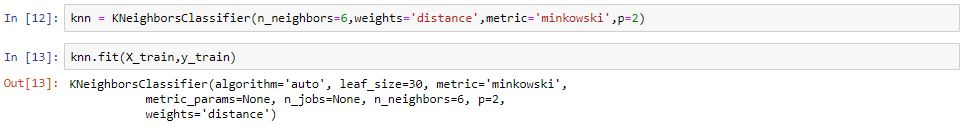 In [12]: knn = KNeighborsClassifier(n_neighbors=6,weights='distance',metric='minkowski',p=2)
In [13]: knn.fit(X_train,y_train)
Out[13]: KNeighborsClassifier(algorithm='auto', leaf_size=30, metric='minkowski',
metric_params=None, n_jobs=None, n_neighbors=6, p=2,
weights='distance')